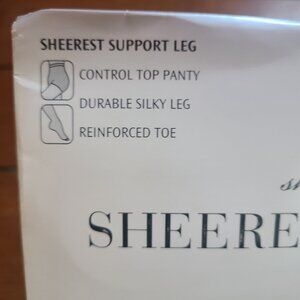 SHEEREST SUPPORT LEG
CONTROL TOP PANTY
DURABLE SILKY LEG
REINFORCED TOE
SHEERE